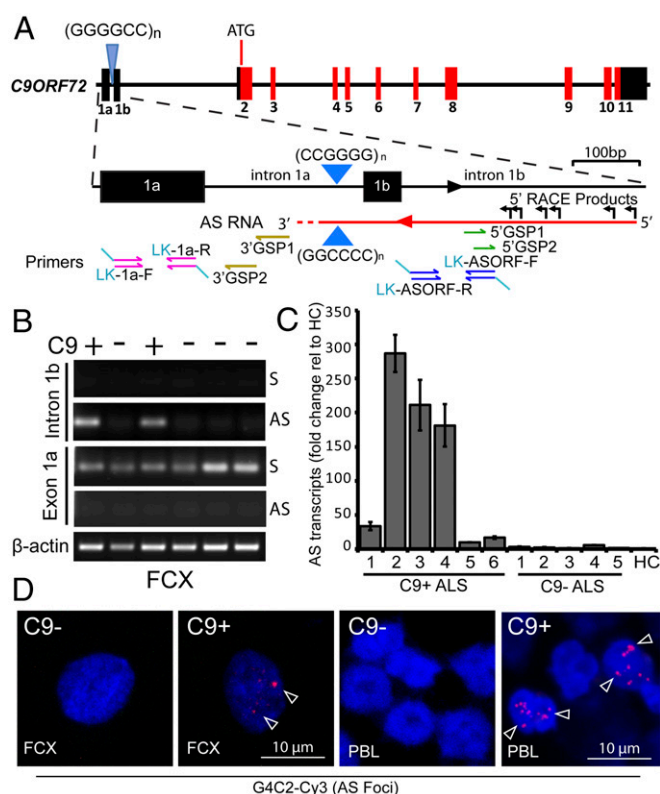 A
(GGGGCC)n
ATG
C9ORF72
1a 1b 2 3 4 5 6 7 8 9 10 11
(CCGGGG)n
100bp
1a intron 1a 1b intron 1b
5' RACE Products
AS RNA 3' 5'
3'GSP1 (GGCCCC)n 5'GSP1
Primers LK-1a-F LK-1a-R 3'GSP2 5'GSP2
LK-ASORF-F
LK-ASORF-R
B
C9 + - + - - -
Intron 1b
S
AS
Exon 1a
S
AS
β-actin
FCX
C
AS transcripts (fold change rel to HC)
350
300
250
200
150
100
50
0
1 2 3 4 5 6 1 2 3 4 5 HC
C9+ ALS C9- ALS
D
C9- C9+ C9- C9+
FCX FCX 10 µm PBL PBL 10 µm
G4C2-Cy3 (AS Foci)